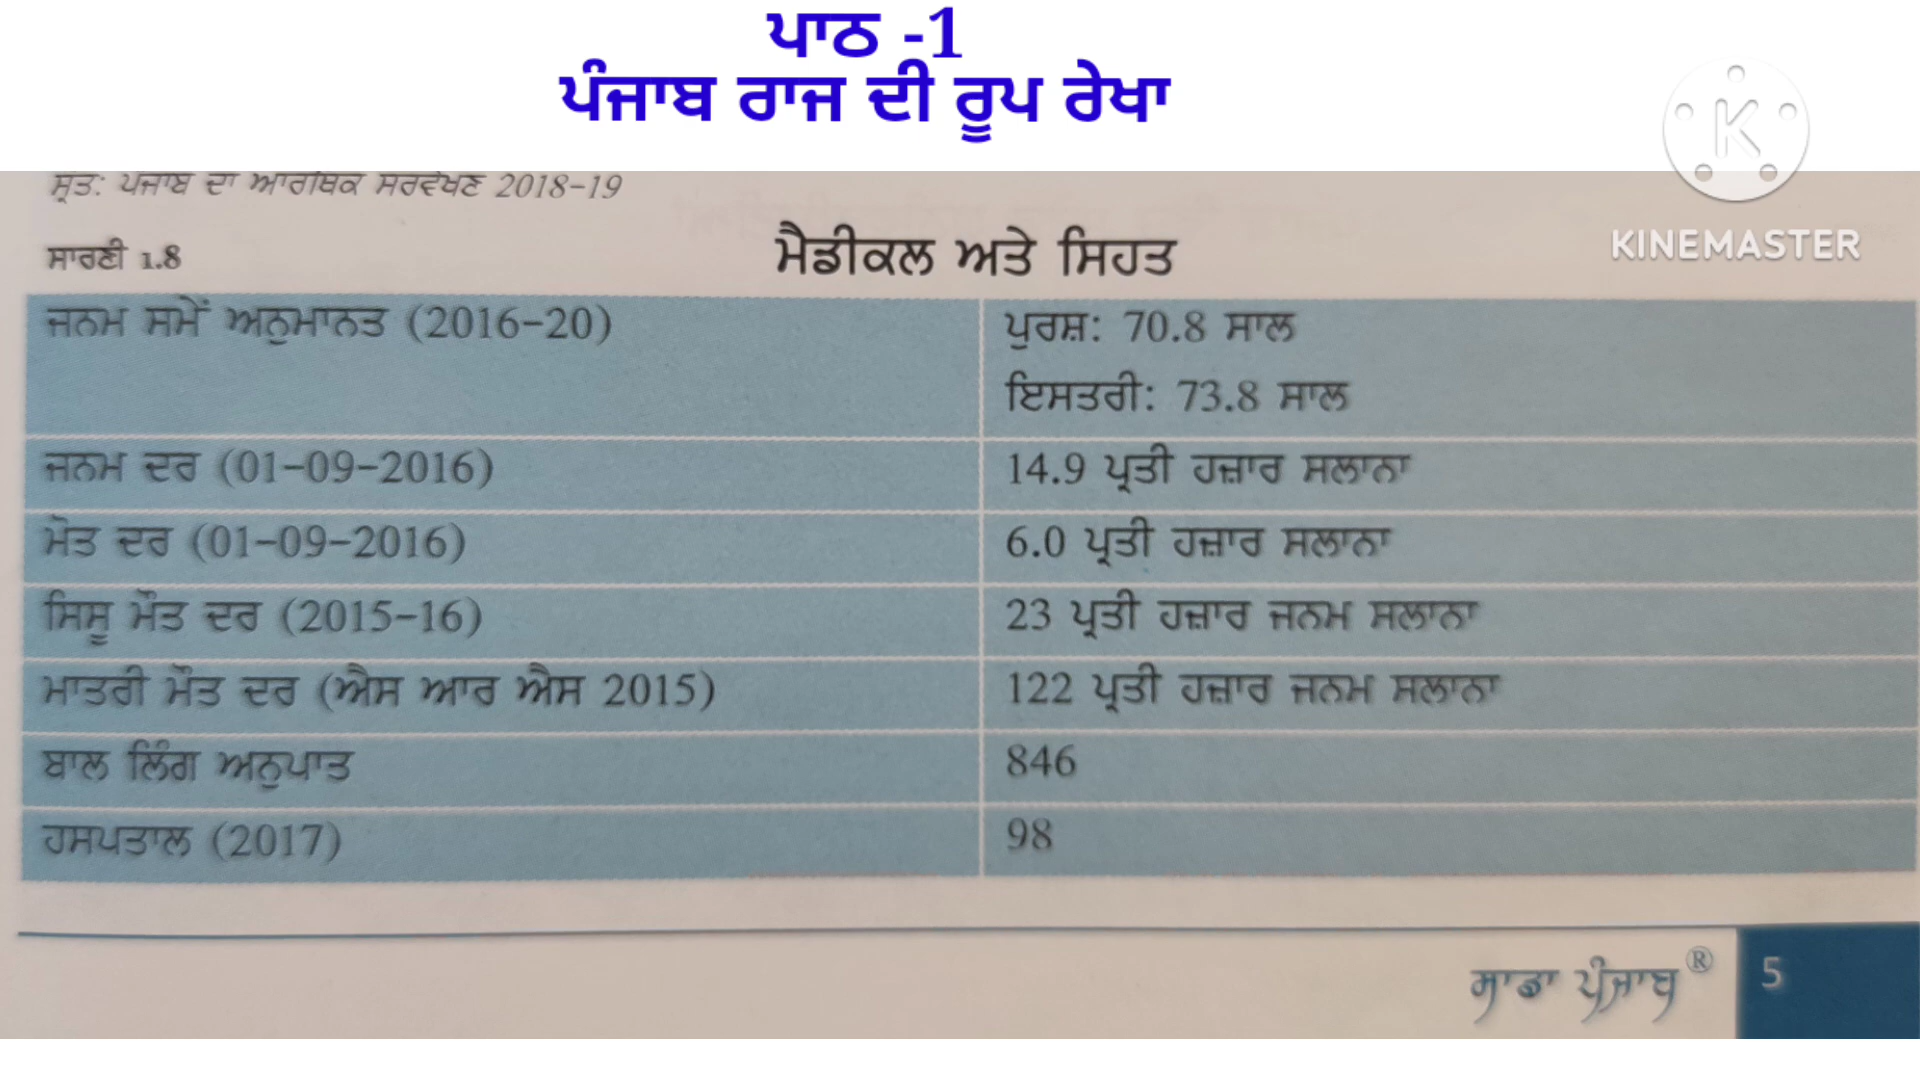 ਪਾਠ -1
ਪੰਜਾਬ ਰਾਜ ਦੀ ਰੂਪ ਰੇਖਾ
KINEMASTER
ਸ੍ਰੋਤ: ਪੰਜਾਬ ਦਾ ਆਰਥਿਕ ਸਰਵੇਖਣ 2018-19
ਸਾਰਣੀ 1.8 ਮੈਡੀਕਲ ਅਤੇ ਸਿਹਤ
ਜਨਮ ਸਮੇਂ ਅਨੁਮਾਨਤ (2016-20) ਪੁਰਸ਼: 70.8 ਸਾਲ
ਇਸਤਰੀ: 73.8 ਸਾਲ
ਜਨਮ ਦਰ (01-09-2016) 14.9 ਪ੍ਰਤੀ ਹਜ਼ਾਰ ਸਲਾਨਾ
ਮੌਤ ਦਰ (01-09-2016) 6.0 ਪ੍ਰਤੀ ਹਜ਼ਾਰ ਸਲਾਨਾ
ਸਿਸੂ ਮੌਤ ਦਰ (2015-16) 23 ਪ੍ਰਤੀ ਹਜ਼ਾਰ ਜਨਮ ਸਲਾਨਾ
ਮਾਤਰੀ ਮੌਤ ਦਰ (ਐਸ ਆਰ ਐਸ 2015) 122 ਪ੍ਰਤੀ ਹਜ਼ਾਰ ਜਨਮ ਸਲਾਨਾ
ਬਾਲ ਲਿੰਗ ਅਨੁਪਾਤ 846
ਹਸਪਤਾਲ (2017) 98
ਸਾਡਾ ਪੰਜਾਬ® 5